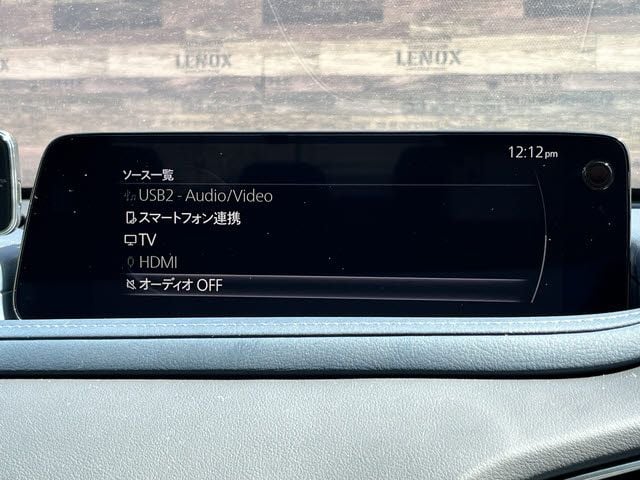 LENOX
LENOX
12:12pm
ソース一覧
USB2 - Audio/Video
スマートフォン連携
TV
HDMI
オーディオ OFF